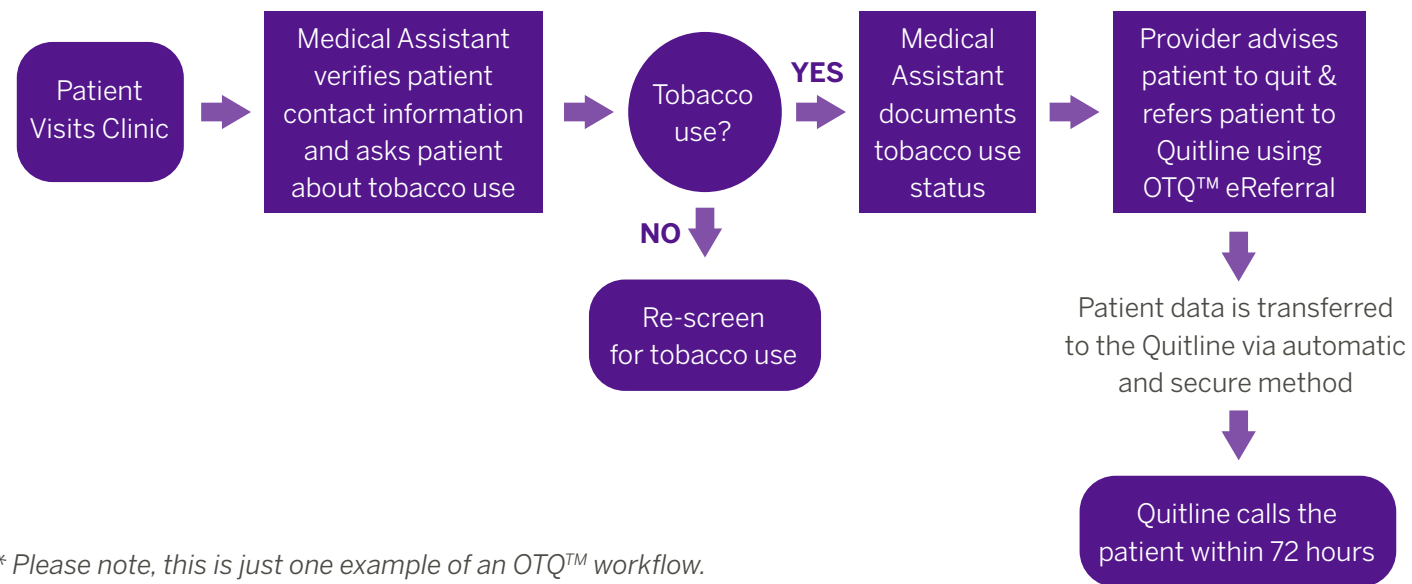 Patient
Visits Clinic
Medical Assistant
verifies patient
contact information
and asks patient
about tobacco use
Tobacco
use?
YES
Medical
Assistant
documents
tobacco use
status
Provider advises
patient to quit &
refers patient to
Quitline using
OTQ™ eReferral
NO
Re-screen
for tobacco use
Patient data is transferred
to the Quitline via automatic
and secure method
Quitline calls the
patient within 72 hours
* Please note, this is just one example of an OTQ™ workflow.